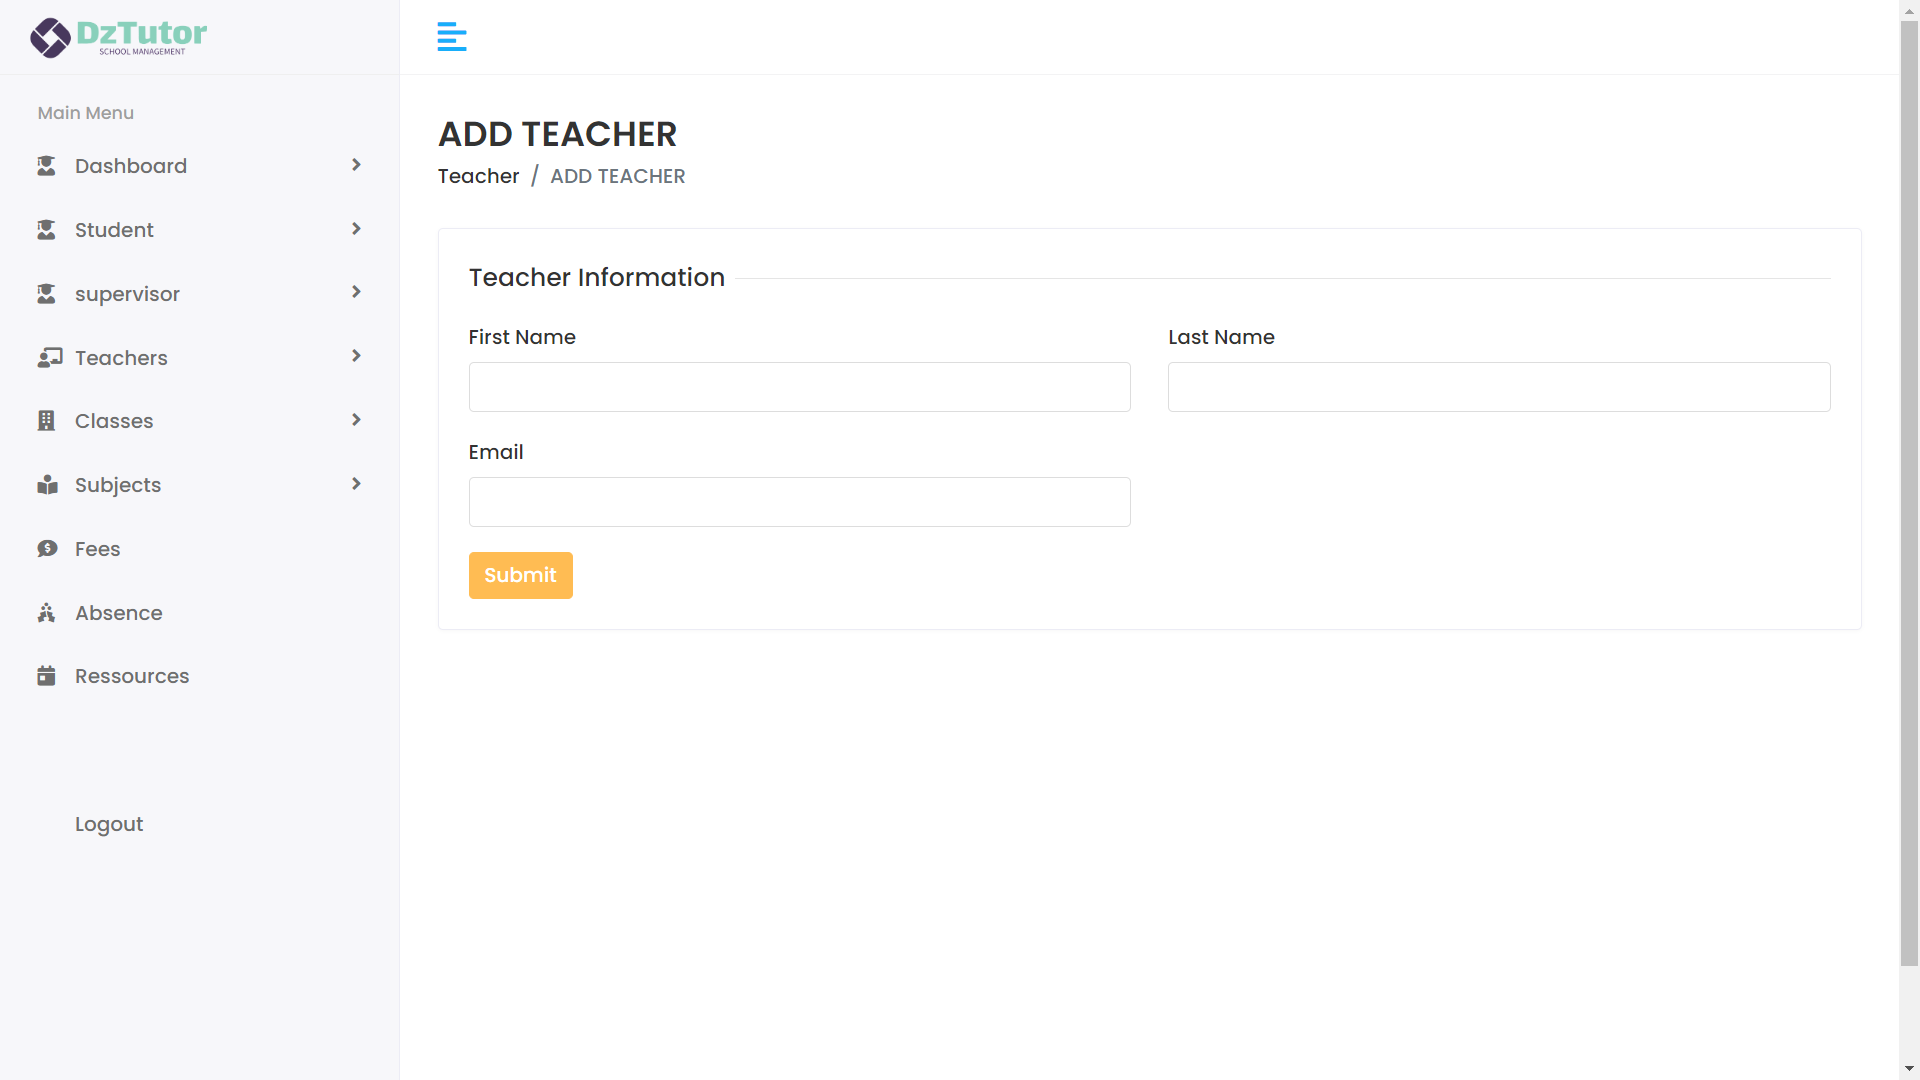 DzTutor
SCHOOL MANAGEMENT
Main Menu
Dashboard
Student
supervisor
Teachers
Classes
Subjects
Fees
Absence
Ressources
Logout
ADD TEACHER
Teacher / ADD TEACHER
Teacher Information
First Name
Last Name
Email
Submit